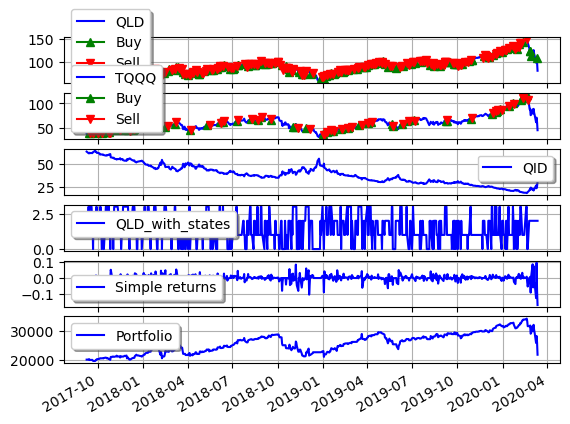 QLD
Buy
Sell
150
100
TQQQ
Buy
Sell
100
50
QID
50
25
QLD_with_states
2.5
0.0
Simple returns
0.1
0.0
−0.1
Portfolio
30000
20000
2017-10
2018-01
2018-04
2018-07
2018-10
2019-01
2019-04
2019-07
2019-10
2020-01
2020-04